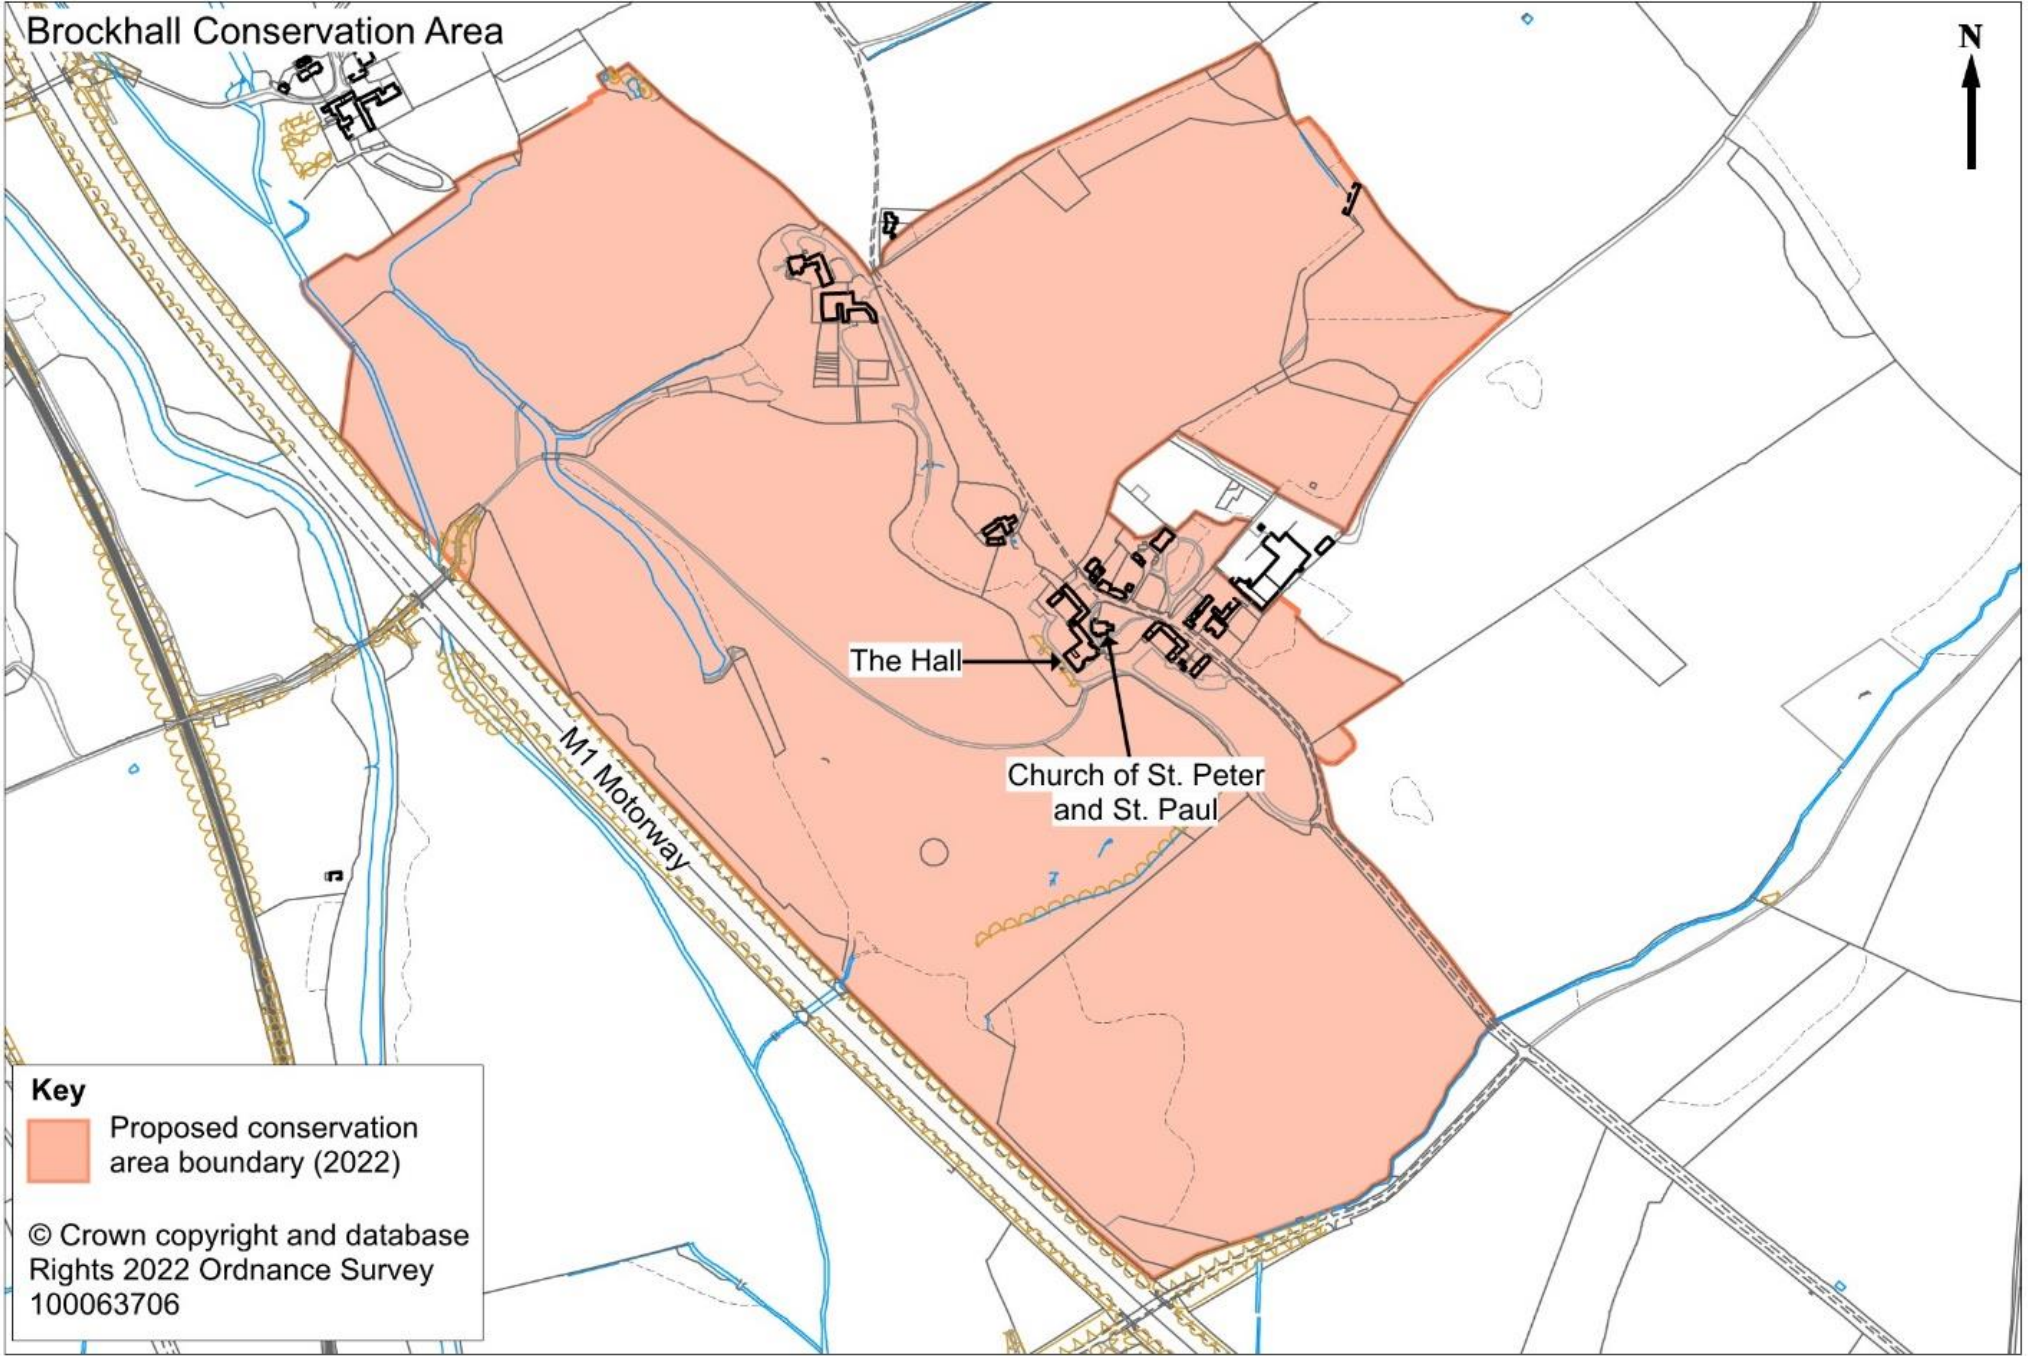 Brockhall Conservation Area
N
The Hall
Church of St. Peter
and St. Paul
M1 Motorway
Key
Proposed conservation
area boundary (2022)
© Crown copyright and database
Rights 2022 Ordnance Survey
100063706